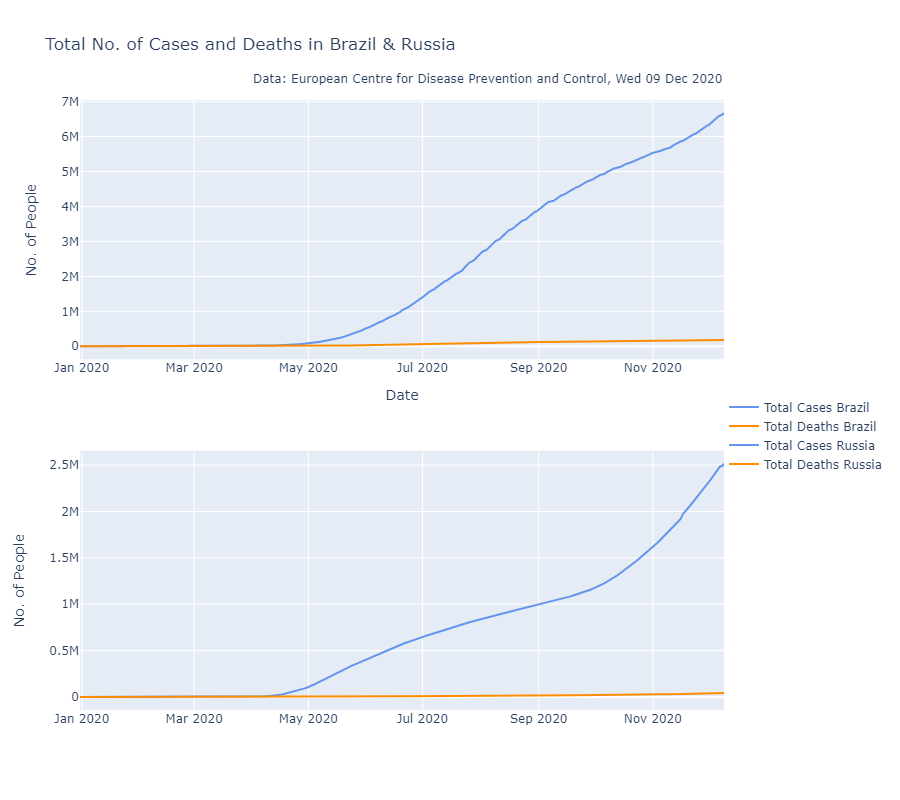 Total No. of Cases and Deaths in Brazil & Russia
Data: European Centre for Disease Prevention and Control, Wed 09 Dec 2020
7M
6M
5M
4M
3M
2M
1M
0
No. of People
Jan 2020 Mar 2020 May 2020 Jul 2020 Sep 2020 Nov 2020
Date
Total Cases Brazil
Total Deaths Brazil
Total Cases Russia
Total Deaths Russia
2.5M
2M
1.5M
1M
0.5M
0
No. of People
Jan 2020 Mar 2020 May 2020 Jul 2020 Sep 2020 Nov 2020